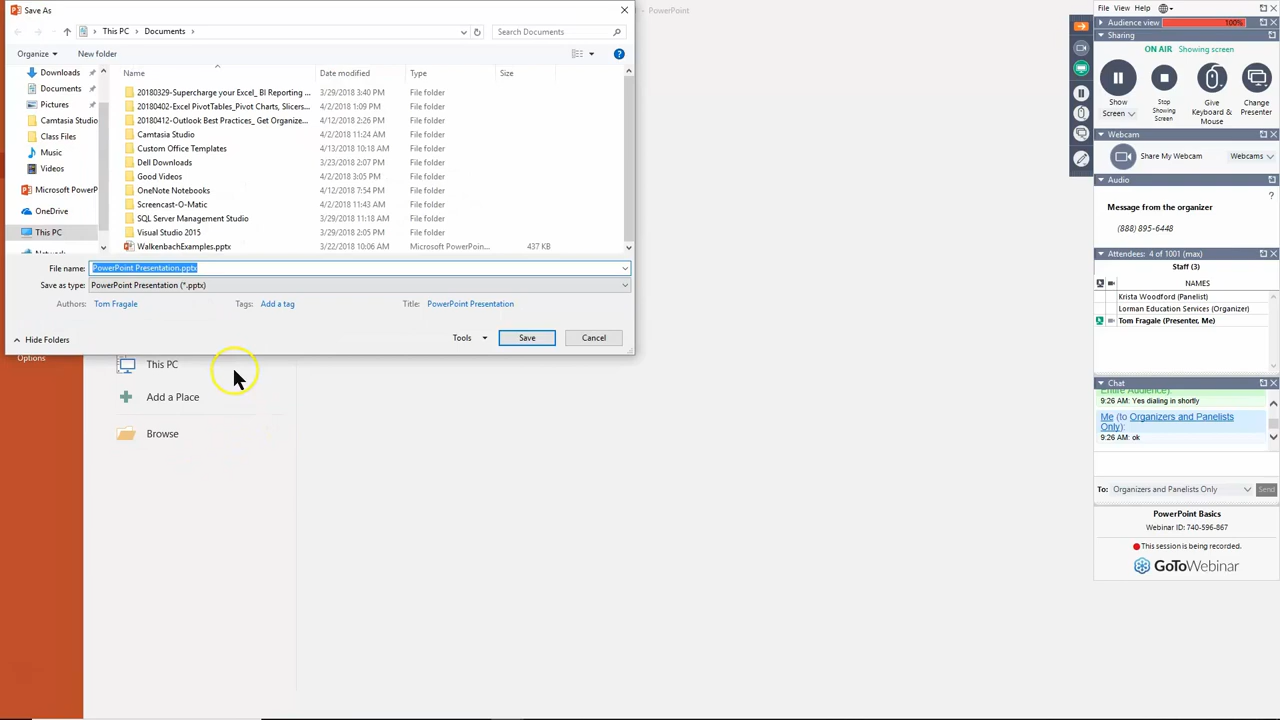 Save As
- PowerPoint
This PC > Documents >
Search Documents
Organize
New folder
Name
Date modified
Type
Size
Downloads
Documents
Pictures
Camtasia Studio
Class Files
Music
Videos
Microsoft PowerP
OneDrive
This PC
20180329-Supercharge your Excel_ BI Reporting ... 3/29/2018 3:40 PM File folder
20180402-Excel PivotTables_Pivot Charts, Slicers... 4/2/2018 1:09 PM File folder
20180412-Outlook Best Practices_ Get Organize... 4/12/2018 2:26 PM File folder
Camtasia Studio 4/2/2018 11:24 AM File folder
Custom Office Templates 4/13/2018 10:18 AM File folder
Dell Downloads 3/23/2018 2:07 PM File folder
Good Videos 4/2/2018 3:05 PM File folder
OneNote Notebooks 4/12/2018 7:54 PM File folder
Screencast-O-Matic 4/2/2018 11:43 PM File folder
SQL Server Management Studio 3/29/2018 11:18 AM File folder
Visual Studio 2015 3/29/2018 2:05 PM File folder
WalkenbachExamples.pptx 3/22/2018 10:06 AM Microsoft PowerPoin... 437 KB
File name: PowerPoint Presentation.pptx
Save as type: PowerPoint Presentation (*.pptx)
Authors: Tom Fragale
Tags: Add a tag
Title: PowerPoint Presentation
Hide Folders
Tools
Save
Cancel
Options
This PC
Add a Place
Browse
File View Help
Audience view 100%
Sharing
ON AIR Showing screen
Show
Screen
Stop
Showing
Screen
Give
Keyboard &
Mouse
Change
Presenter
Webcam
Share My Webcam
Webcams
Audio
?
Message from the organizer
(888) 895-6448
Attendees: 4 of 1001 (max)
Staff (3)
NAMES
Krista Woodford (Panelist)
Lorman Education Services (Organizer)
Tom Fragale (Presenter, Me)
Chat
Entire Audience):
9:26 AM: Yes dialing in shortly
Me (to Organizers and Panelists
Only):
9:26 AM: ok
To: Organizers and Panelists Only
Send
PowerPoint Basics
Webinar ID: 740-596-867
This session is being recorded.
GoToWebinar